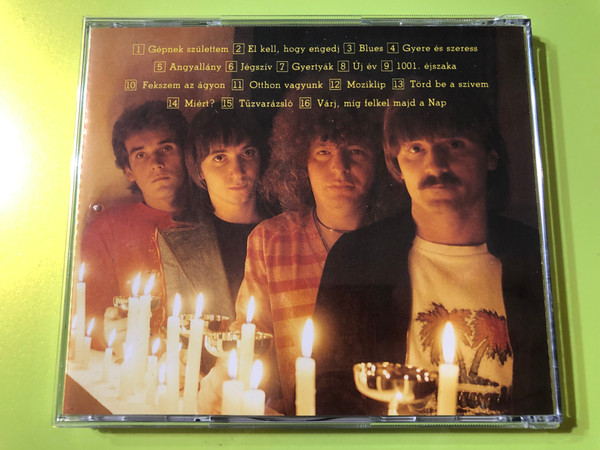 1 Gépnek születtem 2 El kell, hogy engedj 3 Blues 4 Gyere és szeress
5 Angyallány 6 Jégszív 7 Gyertyák 8 Új év 9 1001. éjszaka
10 Fekszem az ágyon 11 Otthon vagyunk 12 Moziklip 13 Törd be a szívem
14 Miért? 15 Tűzvarázsló 16 Várj, míg felkel majd a Nap